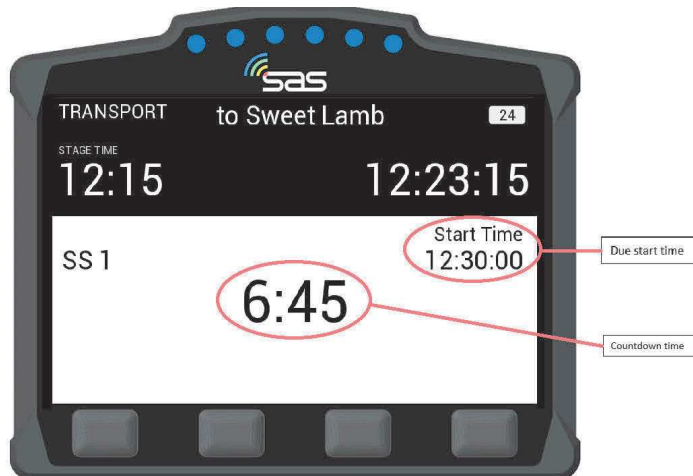 sas
TRANSPORT to Sweet Lamb 24
STAGE TIME
12:15 12:23:15
Start Time
SS 1 12:30:00
6:45
Due start time
Countdown time